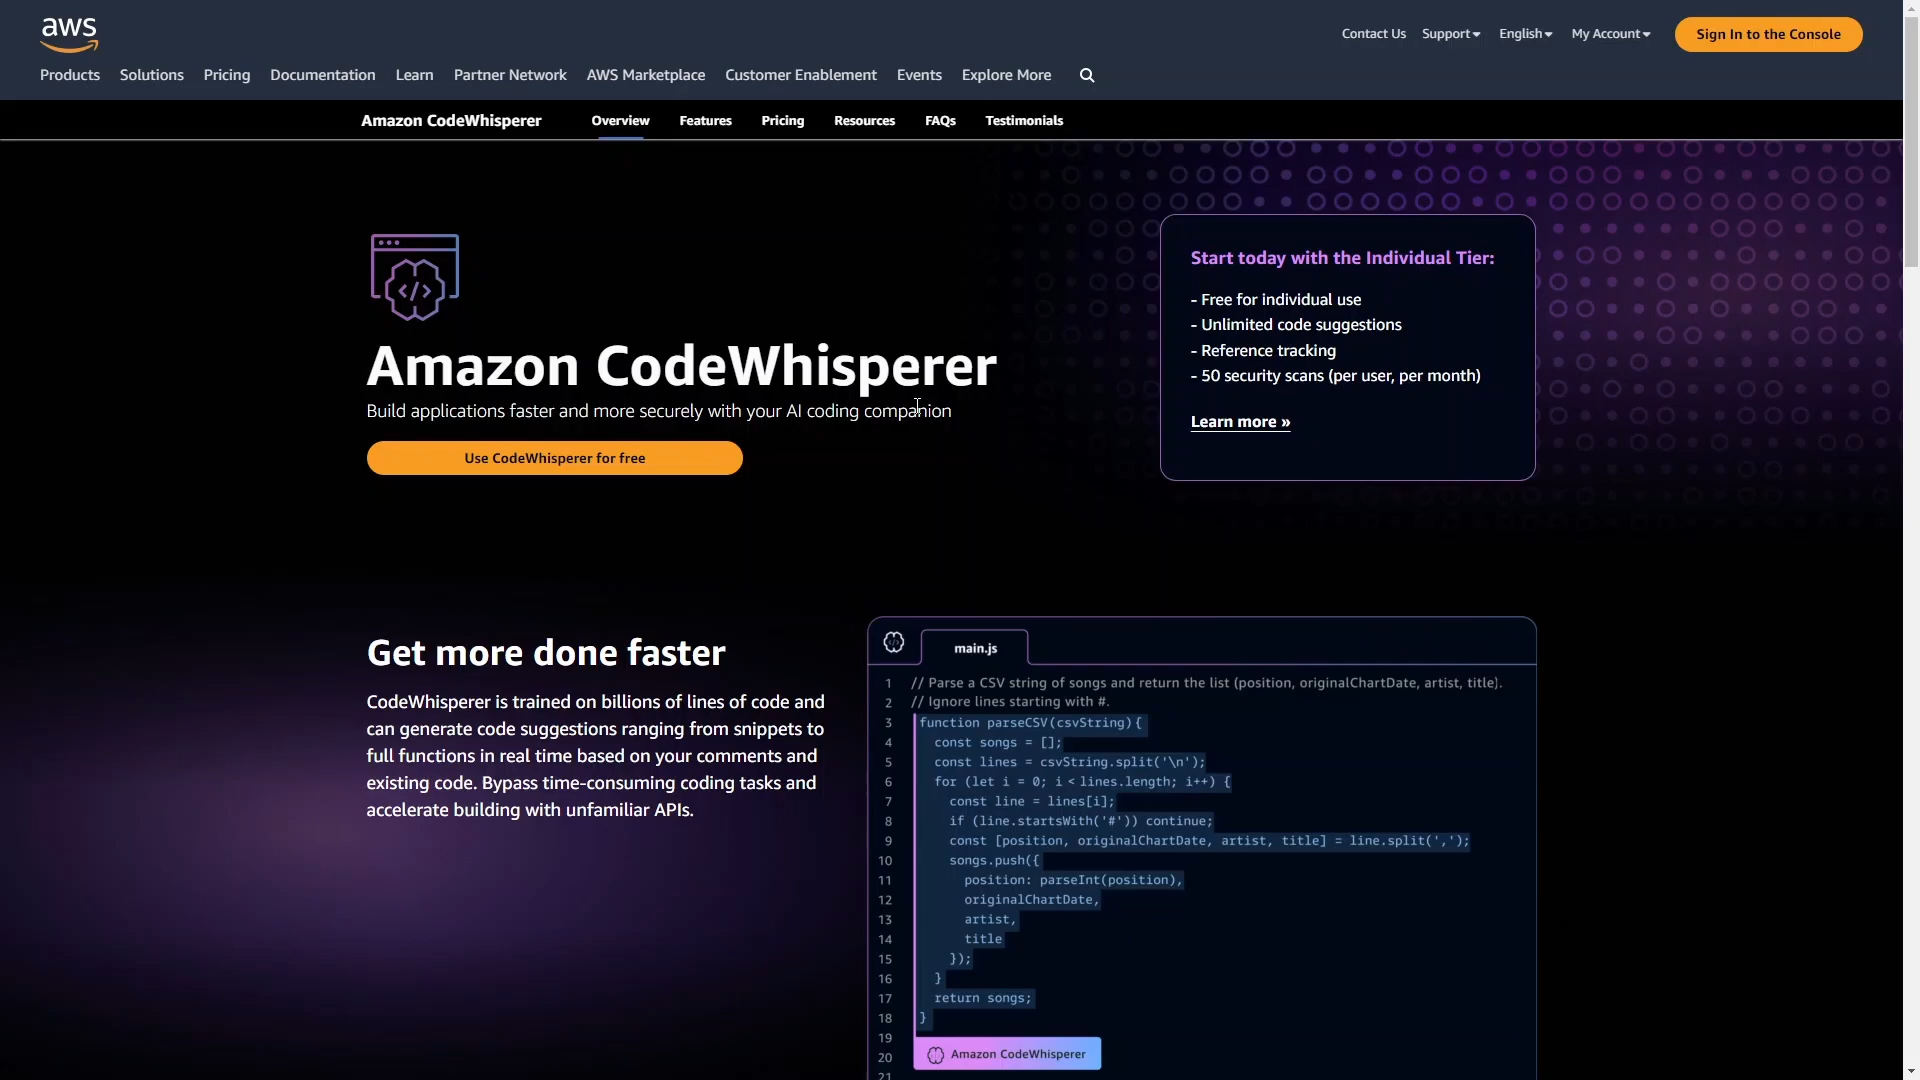 aws
Contact Us Support English My Account Sign In to the Console
Products Solutions Pricing Documentation Learn Partner Network AWS Marketplace Customer Enablement Events Explore More
Amazon CodeWhisperer Overview Features Pricing Resources FAQs Testimonials
Amazon CodeWhisperer
Build applications faster and more securely with your AI coding companion
Use CodeWhisperer for free
Start today with the Individual Tier:
- Free for individual use
- Unlimited code suggestions
- Reference tracking
- 50 security scans (per user, per month)
Learn more »
Get more done faster
CodeWhisperer is trained on billions of lines of code and
can generate code suggestions ranging from snippets to
full functions in real time based on your comments and
existing code. Bypass time-consuming coding tasks and
accelerate building with unfamiliar APIs.
</>
main.js
1 // Parse a CSV string of songs and return the list (position, originalChartDate, artist, title).
2 // Ignore lines starting with #.
3 function parseCSV(csvString){
4 const songs = [];
5 const lines = csvString.split('\n');
6 for (let i = 0; i < lines.length; i++) {
7 const line = lines[i];
8 if (line.startsWith('#')) continue;
9 const [position, originalChartDate, artist, title] = line.split(',');
10 songs.push({
11 position: parseInt(position),
12 originalChartDate,
13 artist,
14 title
15 });
16 }
17 return songs;
18 }
19
20 Amazon CodeWhisperer
21